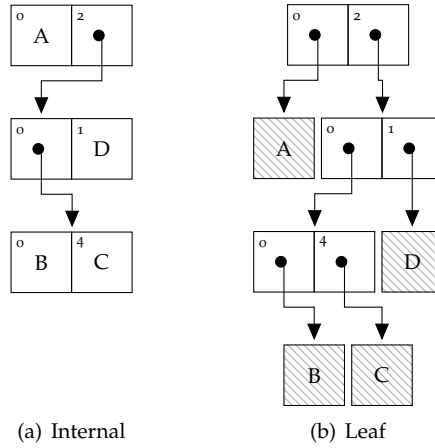 0 A 2
0 1 D
0 B 4 C
(a) Internal
0 2
A 0 1
0 4 D
B C
(b) Leaf